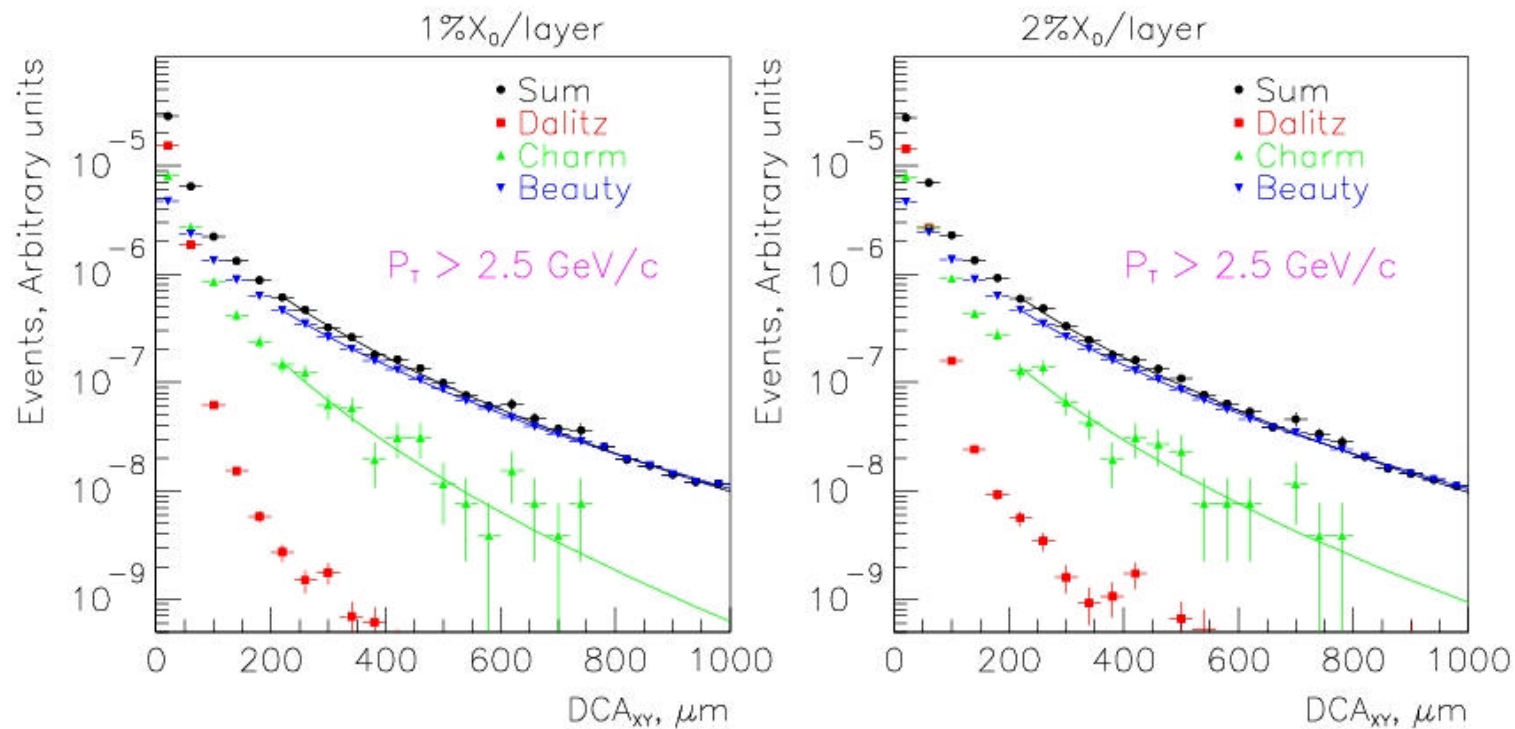 1%X₀/layer
Events, Arbitrary units
Sum
Dalitz
Charm
Beauty
P_T > 2.5 GeV/c
10⁻⁵
10⁻⁶
10⁻⁷
10⁻⁸
10⁻⁹
0 200 400 600 800 1000
DCA_XY, μm
2%X₀/layer
Events, Arbitrary units
Sum
Dalitz
Charm
Beauty
P_T > 2.5 GeV/c
10⁻⁵
10⁻⁶
10⁻⁷
10⁻⁸
10⁻⁹
0 200 400 600 800 1000
DCA_XY, μm